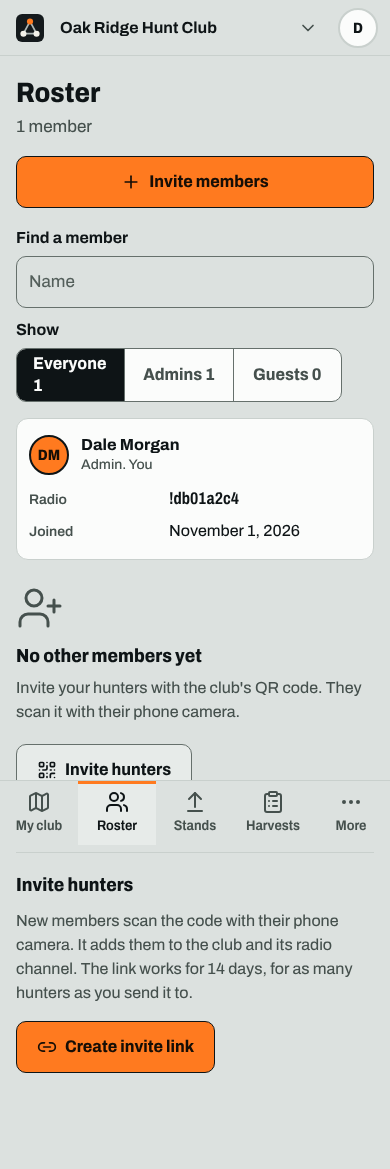 Oak Ridge Hunt Club
D
Roster
1 member
Invite members
Find a member
Name
Show
Everyone
1
Admins 1
Guests 0
DM
Dale Morgan
Admin. You
Radio
!db01a2c4
Joined
November 1, 2026
No other members yet
Invite your hunters with the club's QR code. They
scan it with their phone camera.
Invite hunters
My club
Roster
Stands
Harvests
More
Invite hunters
New members scan the code with their phone
camera. It adds them to the club and its radio
channel. The link works for 14 days, for as many
hunters as you send it to.
Create invite link